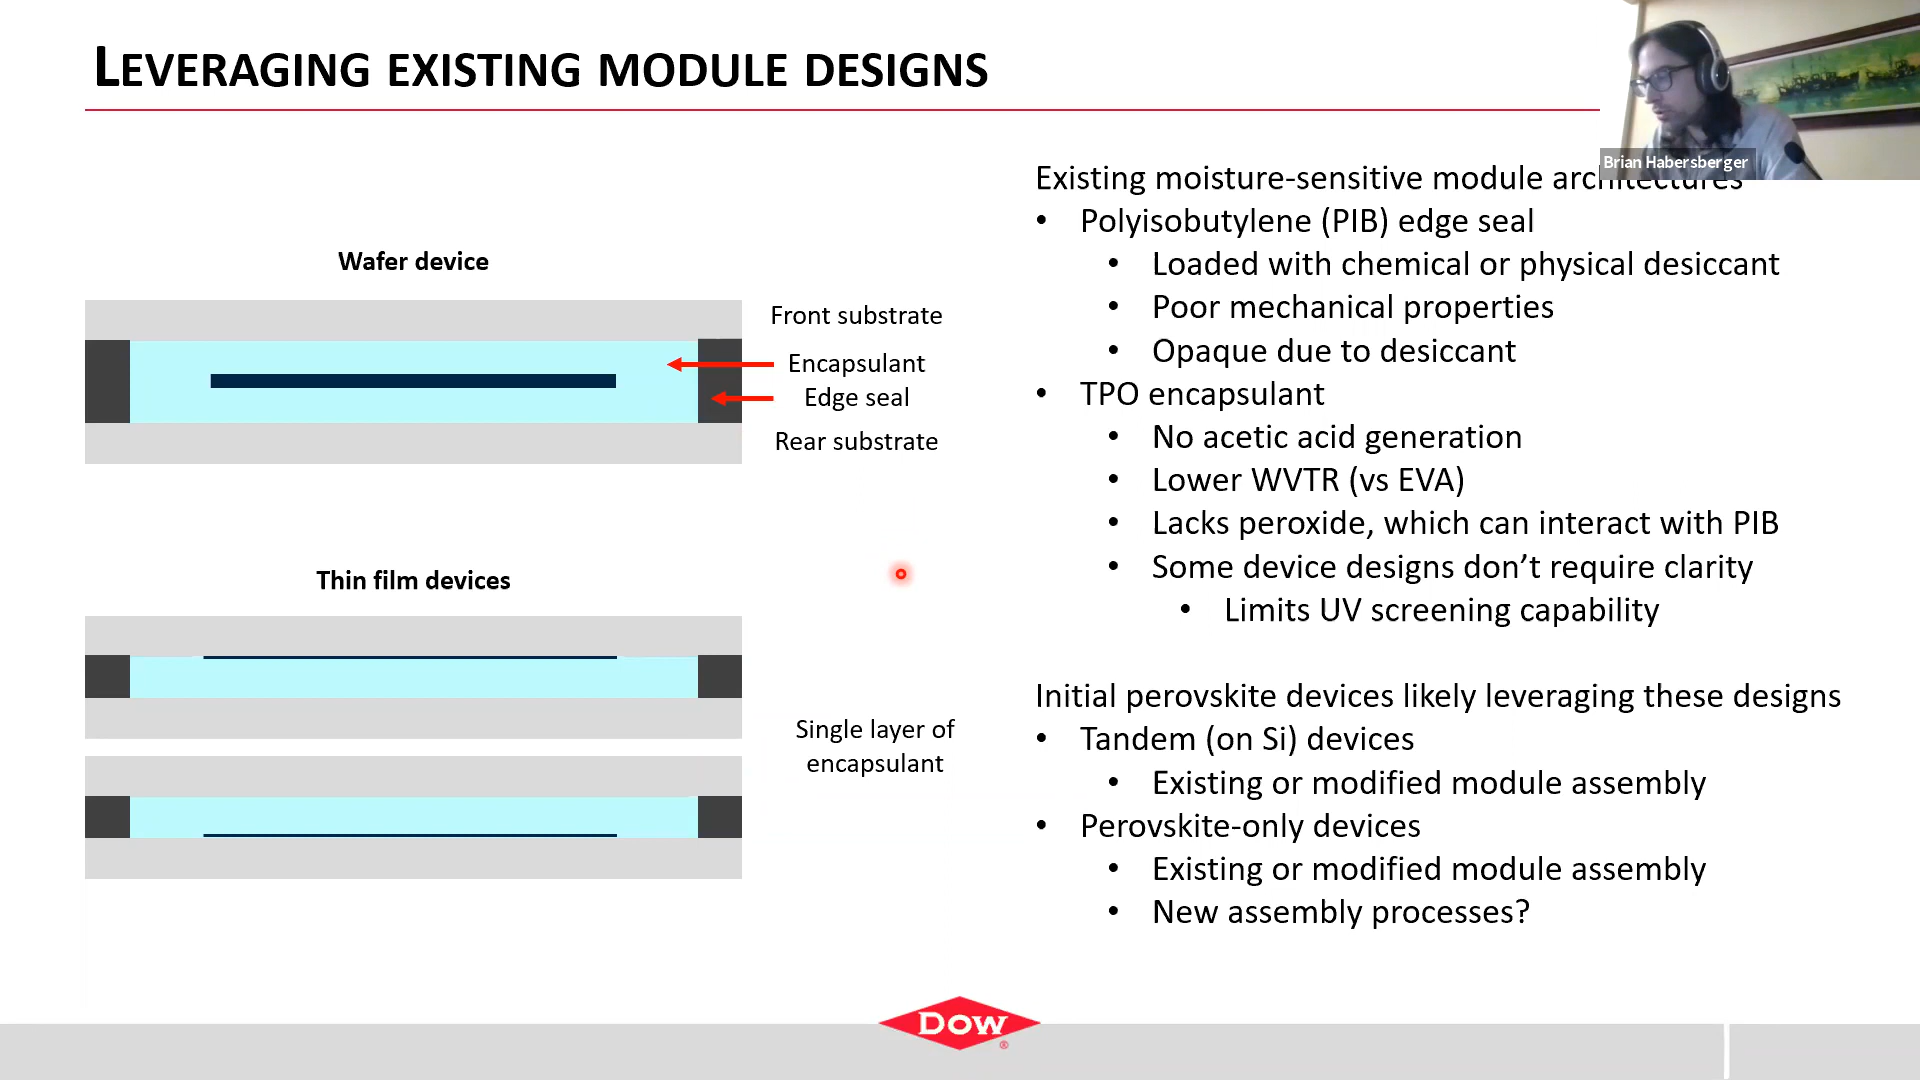 LEVERAGING EXISTING MODULE DESIGNS
Brian Habersberger
Wafer device
Front substrate
Encapsulant
Edge seal
Rear substrate
Thin film devices
Single layer of
encapsulant
Existing moisture-sensitive module architectures
• Polyisobutylene (PIB) edge seal
• Loaded with chemical or physical desiccant
• Poor mechanical properties
• Opaque due to desiccant
• TPO encapsulant
• No acetic acid generation
• Lower WVTR (vs EVA)
• Lacks peroxide, which can interact with PIB
• Some device designs don’t require clarity
• Limits UV screening capability
Initial perovskite devices likely leveraging these designs
• Tandem (on Si) devices
• Existing or modified module assembly
• Perovskite-only devices
• Existing or modified module assembly
• New assembly processes?
DOW®